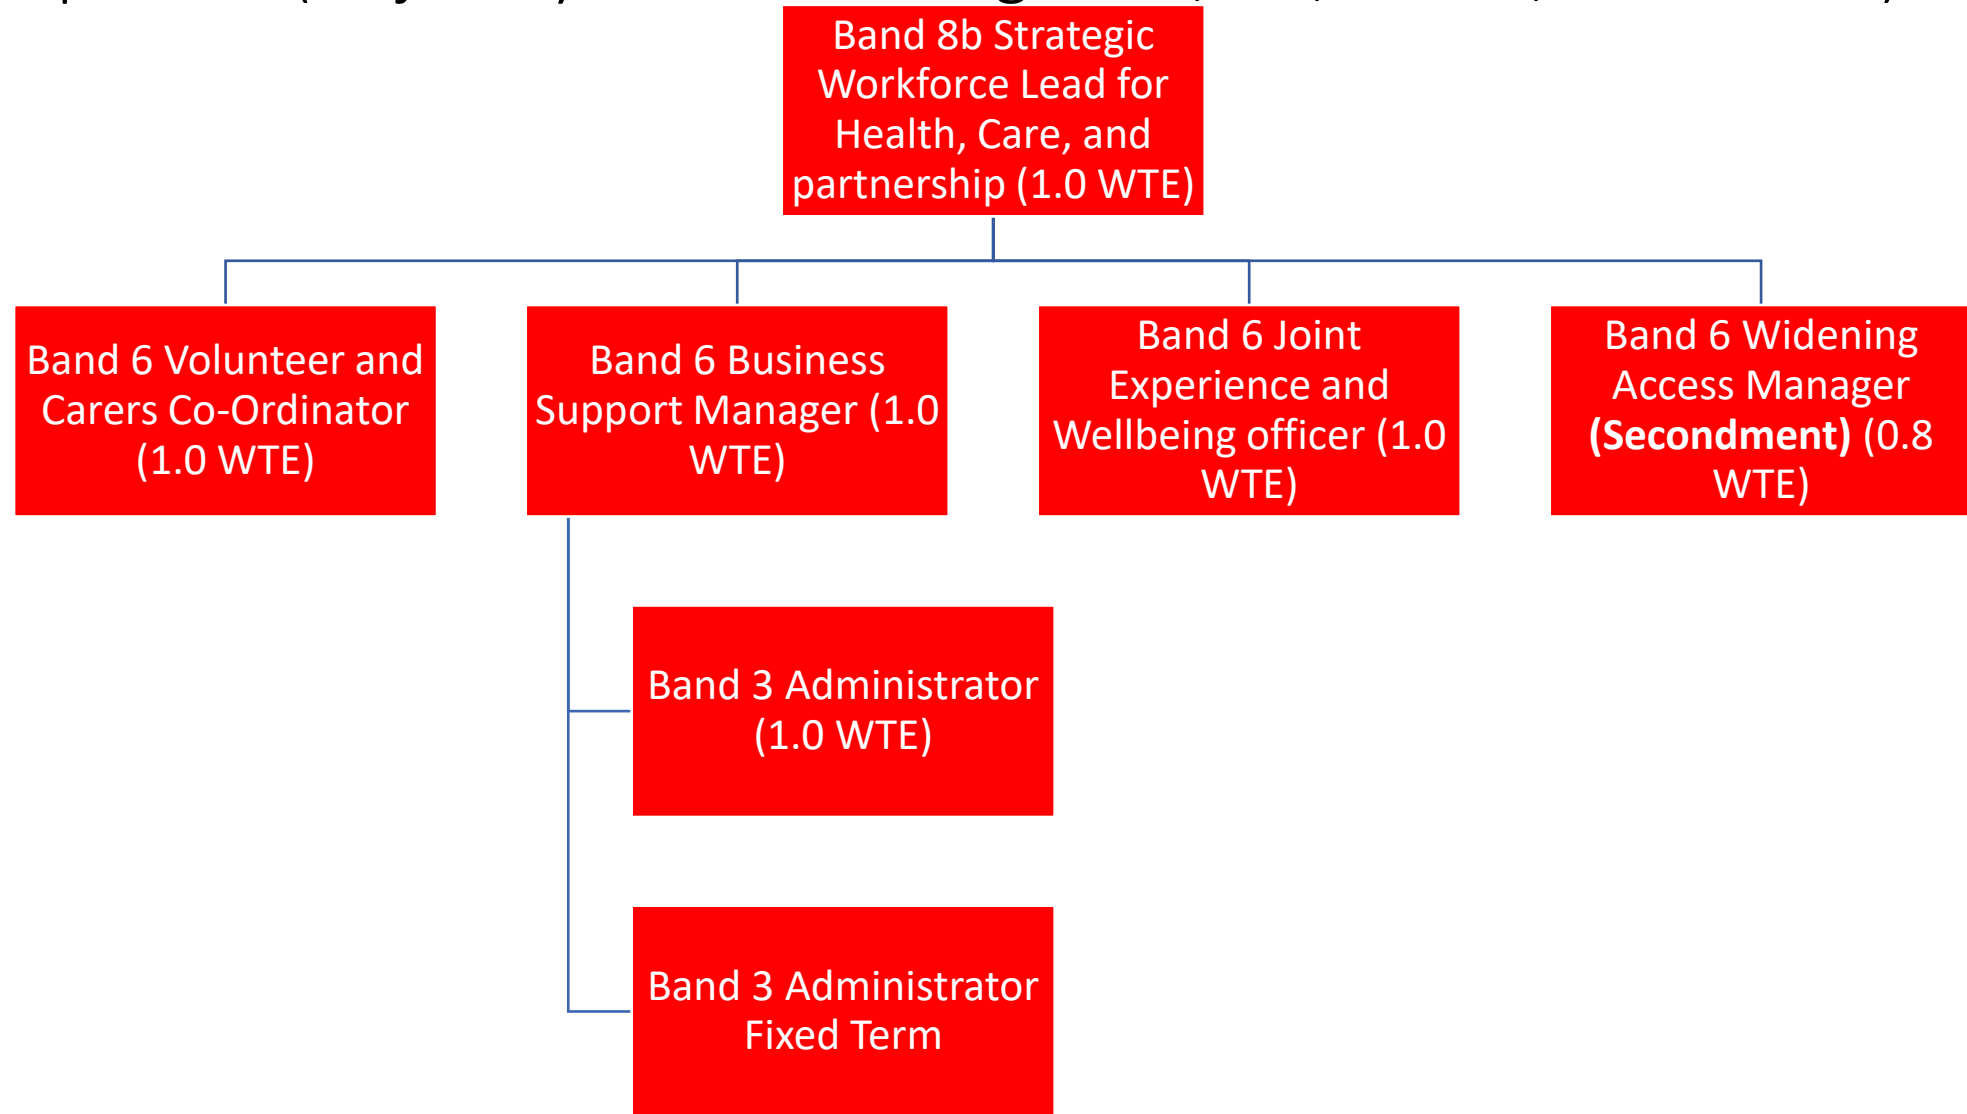 Band 8b Strategic
Workforce Lead for
Health, Care, and
partnership (1.0 WTE)
Band 6 Volunteer and
Carers Co-Ordinator
(1.0 WTE)
Band 6 Business
Support Manager (1.0
WTE)
Band 6 Joint
Experience and
Wellbeing officer (1.0
WTE)
Band 6 Widening
Access Manager
(Secondment) (0.8
WTE)
Band 3 Administrator
(1.0 WTE)
Band 3 Administrator
Fixed Term